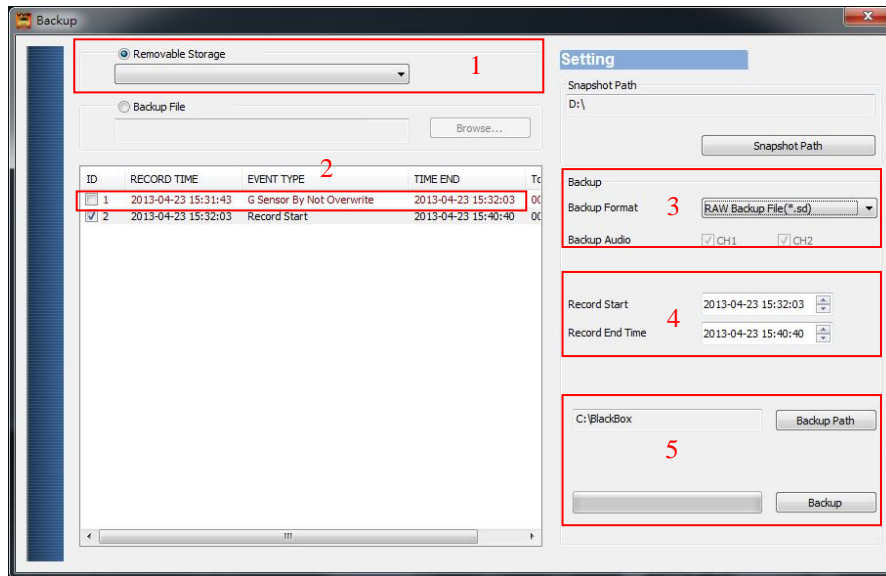 Backup
Removable Storage
1
Backup File
Browse...
2
ID RECORD TIME EVENT TYPE TIME END
1 2013-04-23 15:31:43 G Sensor By Not Overwrite 2013-04-23 15:32:03 00
2 2013-04-23 15:32:03 Record Start 2013-04-23 15:40:40 00
Setting
Snapshot Path
D:\
Snapshot Path
Backup
Backup Format 3 RAW Backup File(*.sd)
Backup Audio CH1 CH2
Record Start 2013-04-23 15:32:03
4
Record End Time 2013-04-23 15:40:40
C:\BlackBox Backup Path
5
Backup